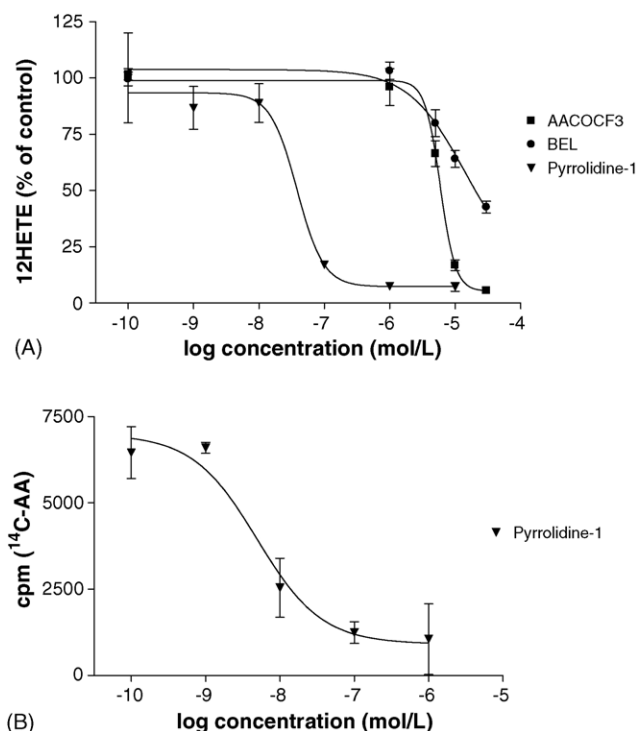 125
100
75
50
25
0
12HETE (% of control)
AACOCF3
BEL
Pyrrolidine-1
-10 -9 -8 -7 -6 -5 -4
(A) log concentration (mol/L)
7500
5000
2500
0
cpm (¹⁴C-AA)
Pyrrolidine-1
-10 -9 -8 -7 -6 -5
(B) log concentration (mol/L)